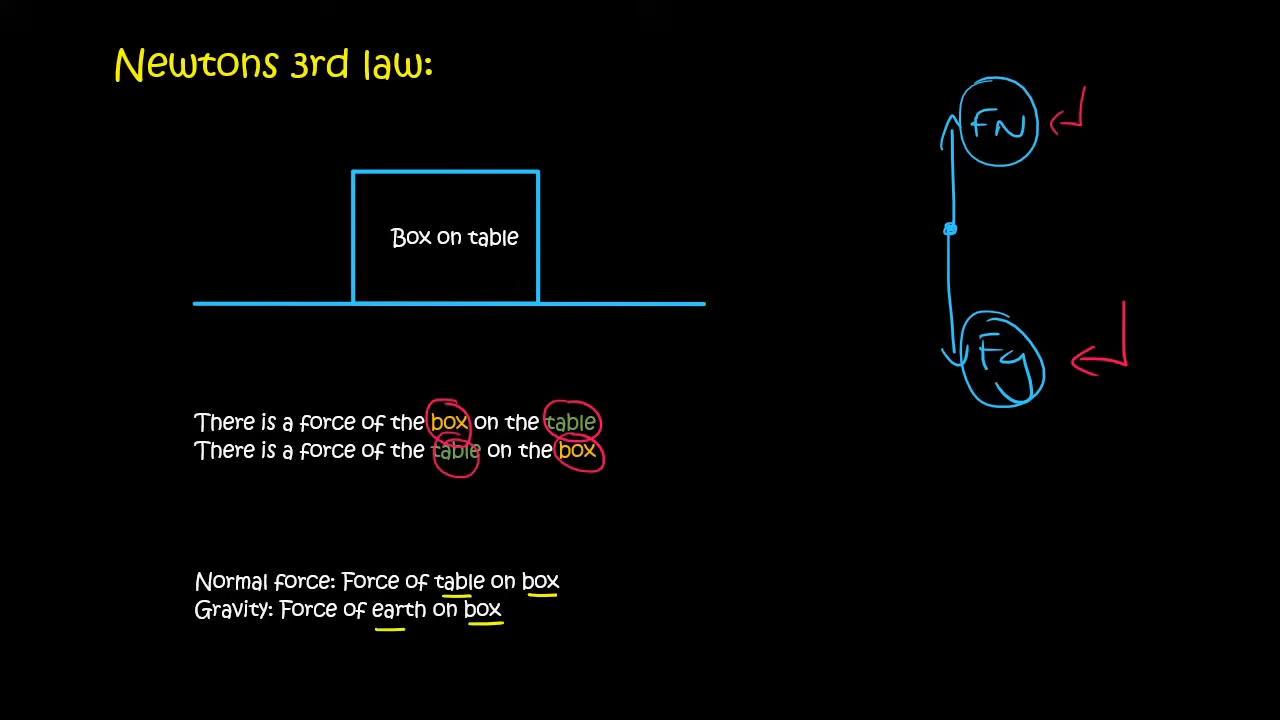 Newtons 3rd law:
FN
Box on table
Fg
There is a force of the box on the table
There is a force of the table on the box
Normal force: Force of table on box
Gravity: Force of earth on box